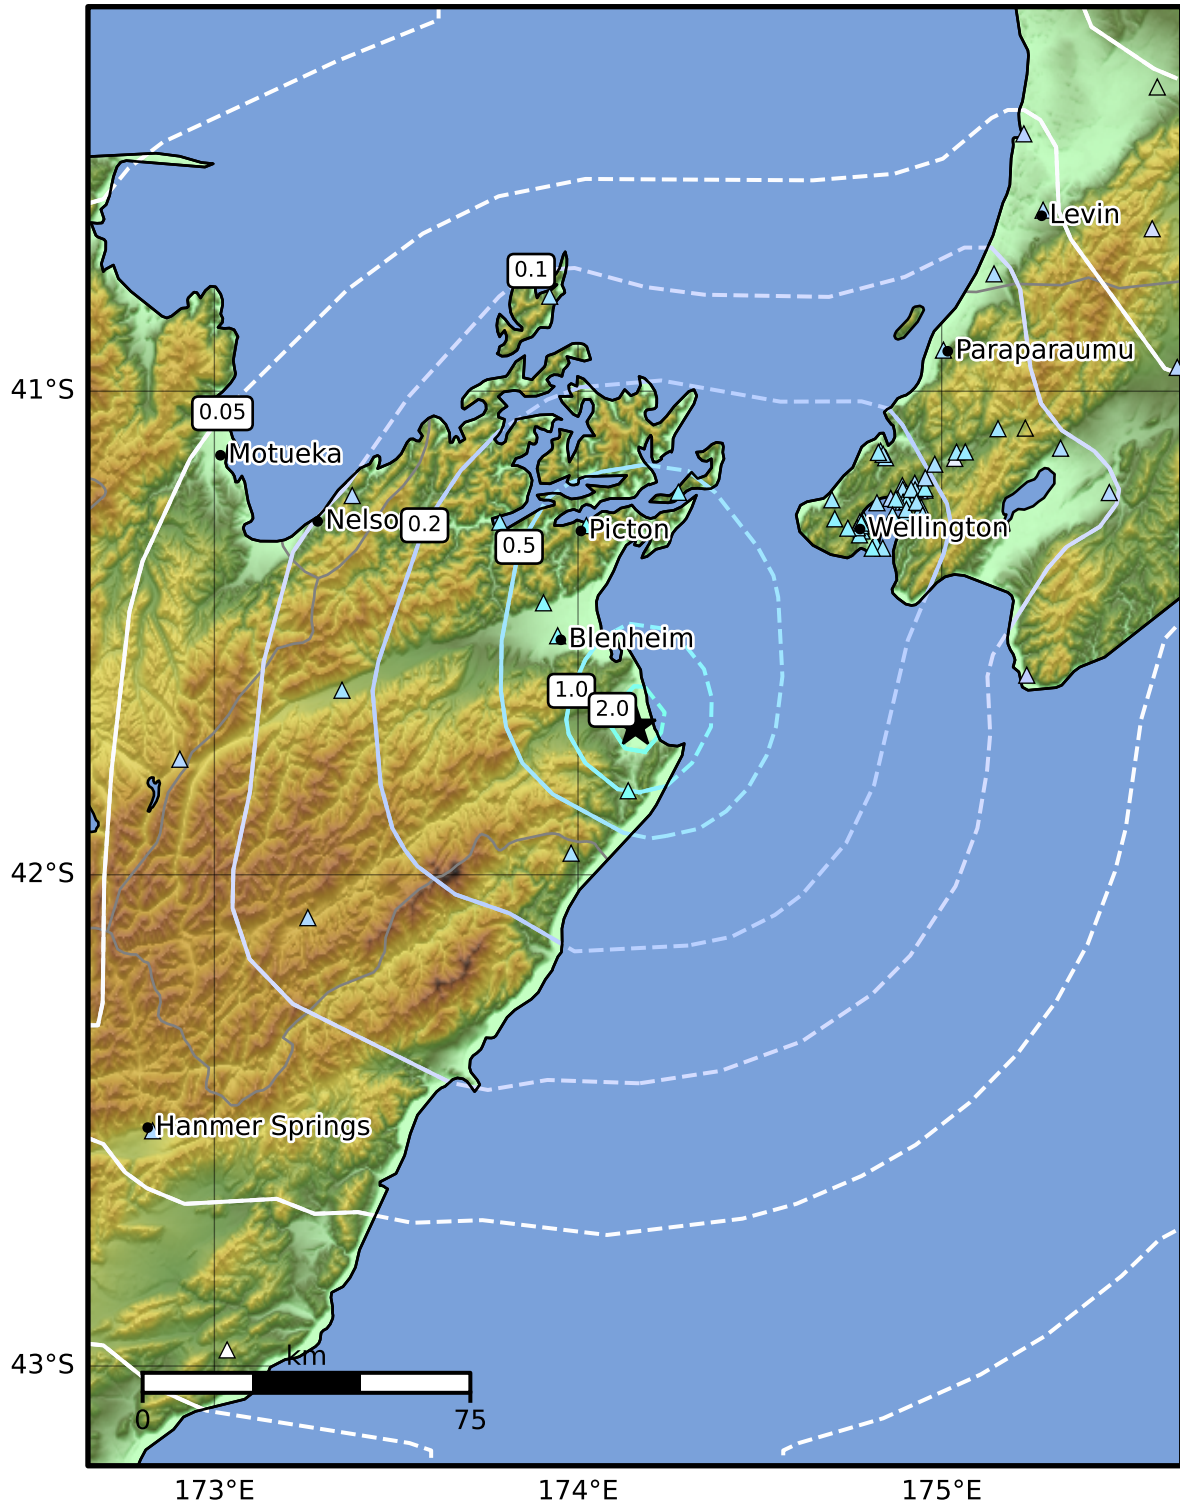 0.1
Levin
Paraparaumu
41°S
0.05
Motueka
Nelso
0.2
Wellington
Picton
0.5
Blenheim
1.0
2.0
42°S
Hanmer Springs
43°S
km
0
75
173°E
174°E
175°E